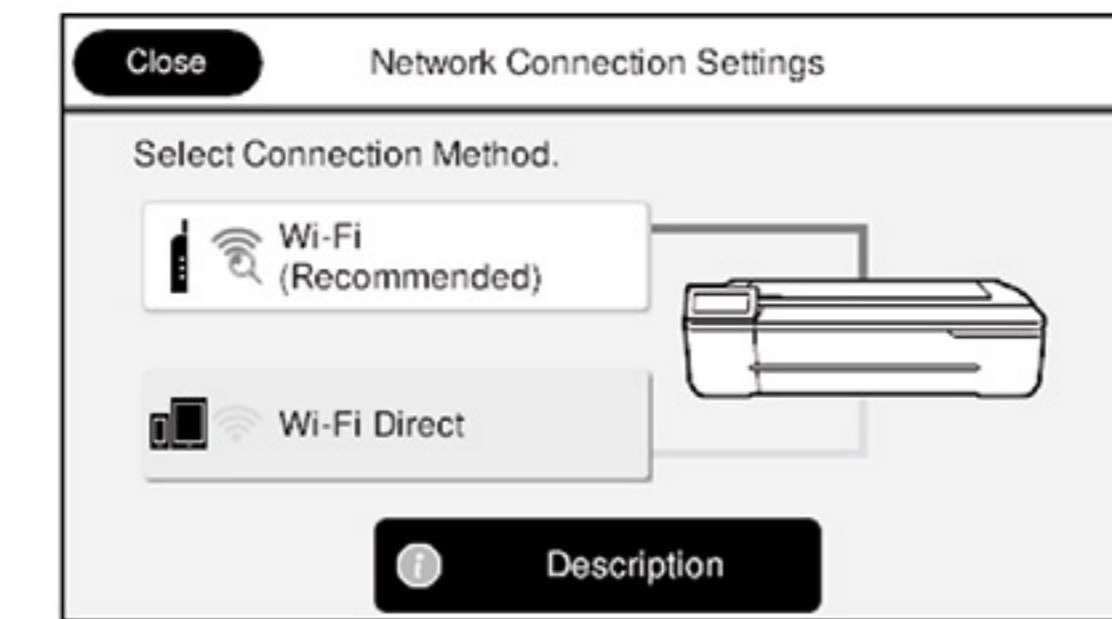 Close
Network Connection Settings
Select Connection Method.
Wi-Fi
(Recommended)
Wi-Fi Direct
i
Description